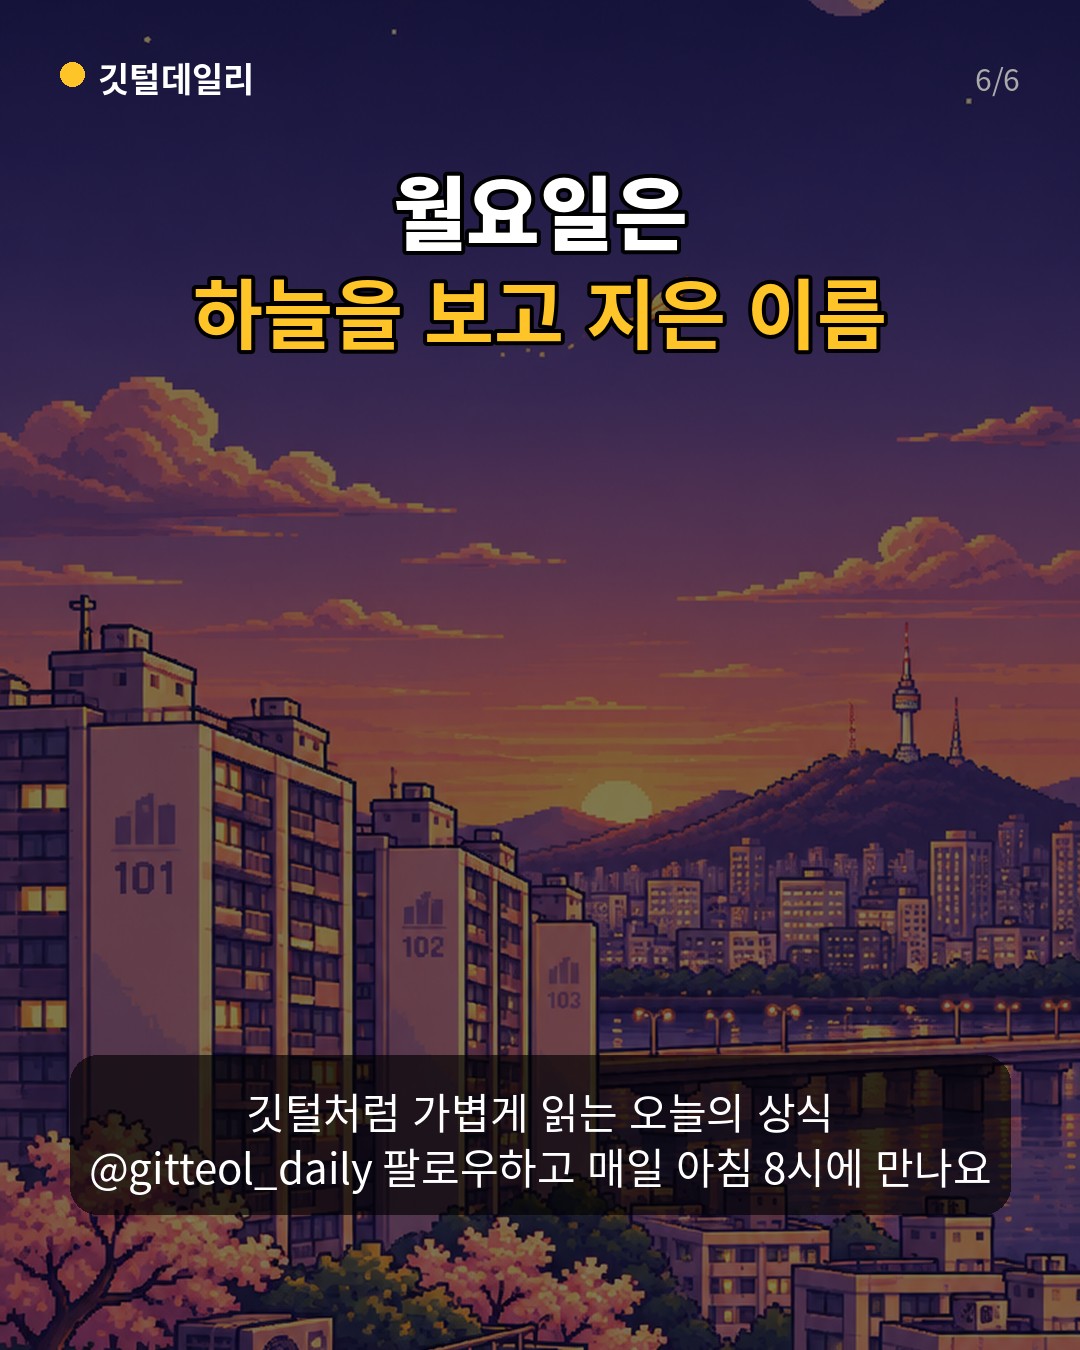 깃털데일리
6/6
월요일은
하늘을 보고 지은 이름
101
102
103
깃털처럼 가볍게 읽는 오늘의 상식
@gitteol_daily 팔로우하고 매일 아침 8시에 만나요